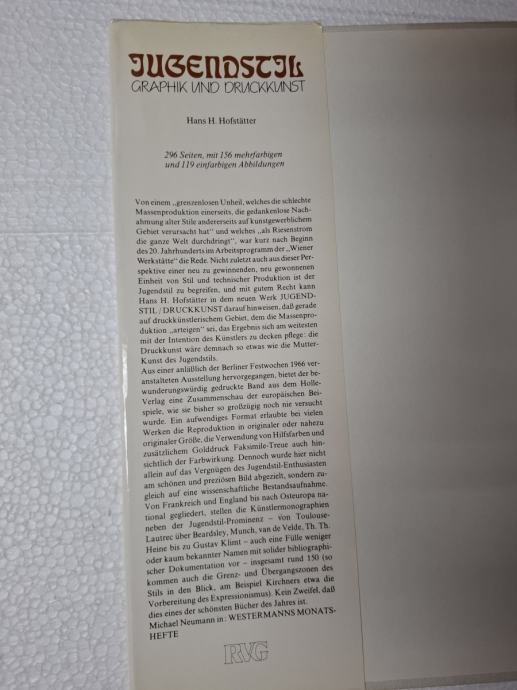 JUGENDSTIL
GRAPHIK UND DRUCKKUNST
Hans H. Hofstätter
296 Seiten, mit 156 mehrfarbigen
und 119 einfarbigen Abbildungen
Von einem „grenzenlosen Unheil, welches die schlechte
Massenproduktion einerseits, die gedankenlose Nach-
ahmung alter Stile andererseits auf kunstgewerblichem
Gebiet verursacht hat" und welches „als Riesenstrom
die ganze Welt durchdringt", war kurz nach Beginn
des 20. Jahrhunderts im Arbeitsprogramm der „Wiener
Werkstätte" die Rede. Nicht zuletzt auch aus dieser Per-
spektive einer neu zu gewinnenden, neu gewonnenen
Einheit von Stil und technischer Produktion ist der
Jugendstil zu begreifen, und mit gutem Recht kann
Hans H. Hofstätter in dem neuen Werk JUGEND-
STIL/DRUCKKUNST darauf hinweisen, daß gerade
auf druckkünstlerischem Gebiet, dem die Massenpro-
duktion „arteigen" sei, das Ergebnis sich am weitesten
mit der Intention des Künstlers zu decken pflege: die
Druckkunst wäre demnach so etwas wie die Mutter-
Kunst des Jugendstils.
Aus einer anläßlich der Berliner Festwochen 1966 ver-
anstalteten Ausstellung hervorgegangen, bietet der be-
wunderungswürdig gedruckte Band aus dem Holle-
Verlag eine Zusammenschau der europäischen Bei-
spiele, wie sie bisher so großzügig noch nie versucht
wurde. Ein aufwendiges Format erlaubte bei vielen
Werken die Reproduktion in originaler oder nahezu
originaler Größe, die Verwendung von Hilfsfarben und
zusätzlichem Golddruck Faksimile-Treue auch hin-
sichtlich der Farbwirkung. Dennoch wurde hier nicht
allein auf das Vergnügen des Jugendstil-Enthusiasten
am schönen und preziösen Bild abgezielt, sondern zu-
gleich auf eine wissenschaftliche Bestandsaufnahme.
Von Frankreich und England bis nach Osteuropa na-
tional gegliedert, stellen die Künstlermonographien
neben der Jugendstil-Prominenz – von Toulouse-
Lautrec über Beardsley, Munch, van de Velde, Th. Th.
Heine bis zu Gustav Klimt – auch eine Fülle weniger
oder kaum bekannter Namen mit solider bibliographi-
scher Dokumentation vor – insgesamt rund 150 (so
kommen auch die Grenz- und Übergangszonen des
Stils in den Blick, am Beispiel Kirchners etwa die
Vorbereitung des Expressionismus). Kein Zweifel, daß
dies eines der schönsten Bücher des Jahres ist.
Michael Neumann in: WESTERMANNS MONATS-
HEFTE
RVG